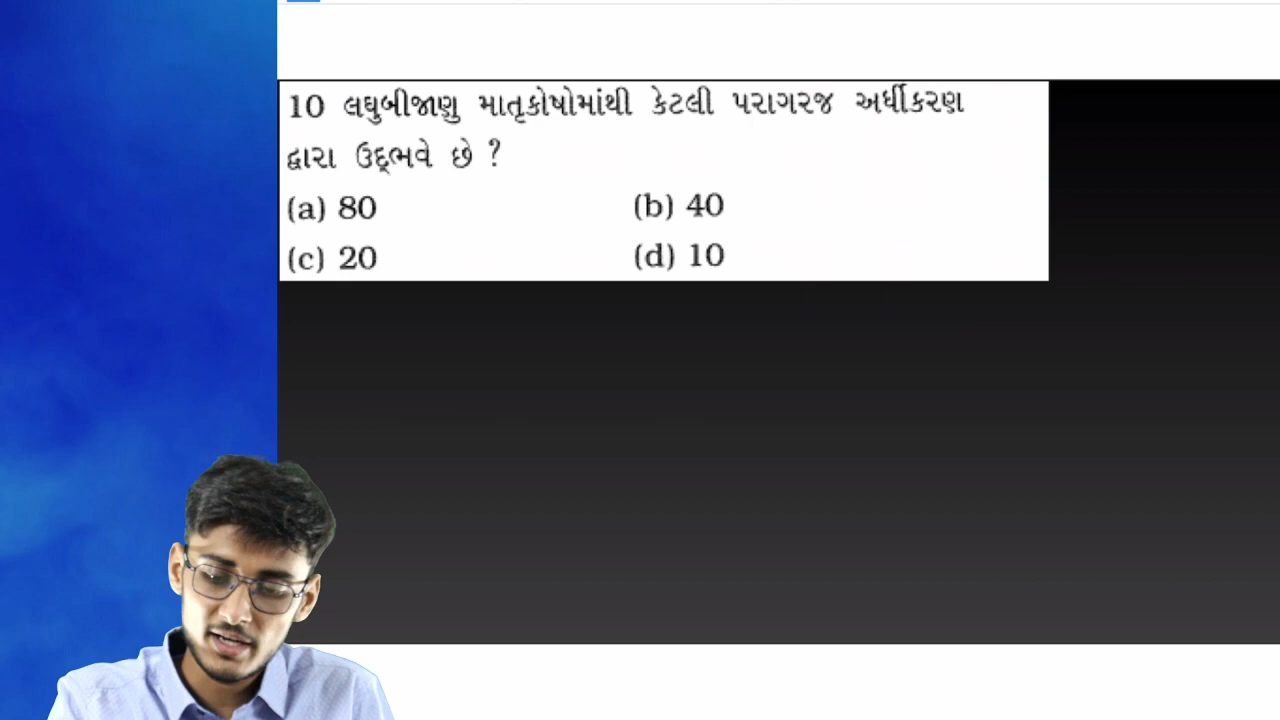 10 લઘુબીજાણુ માતૃકોષોમાંથી કેટલી પરાગરજ અર્ધીકરણ
દ્વારા ઉદ્દ્ભવે છે ?
(a) 80 (b) 40
(c) 20 (d) 10